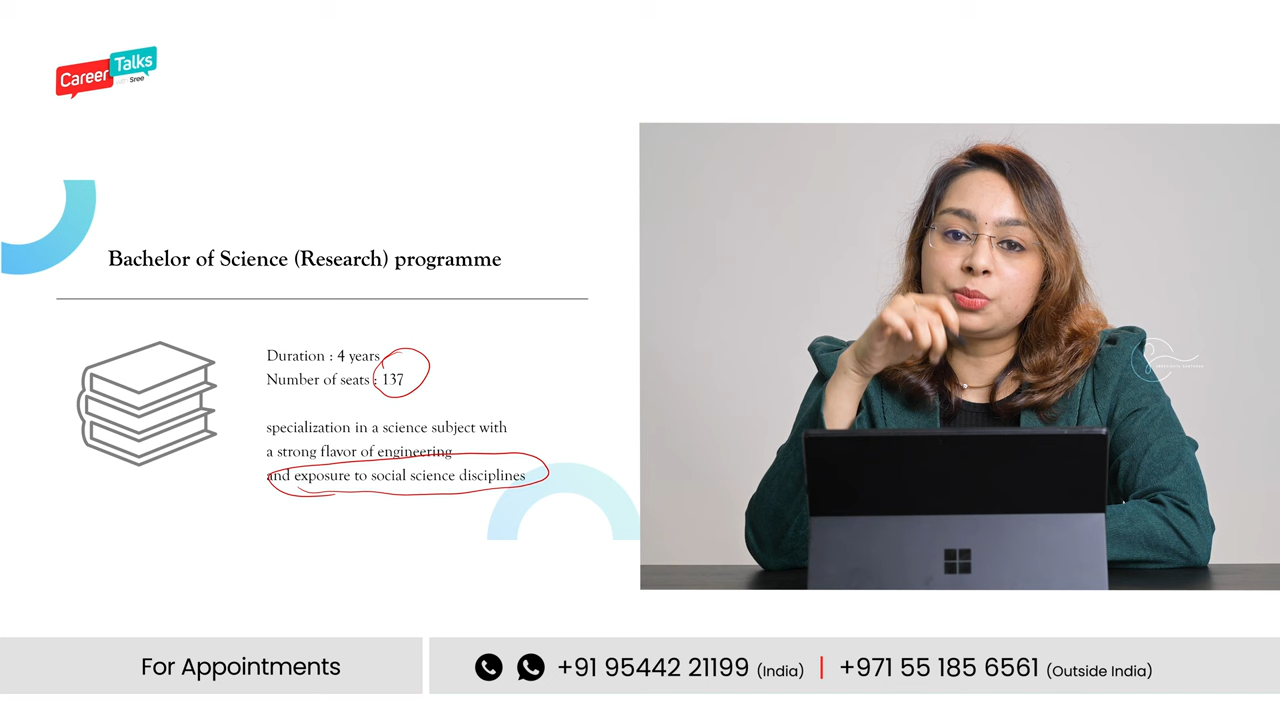 Career
Talks
Sree
Bachelor of Science (Research) programme
Duration : 4 years
Number of seats : 137
specialization in a science subject with
a strong flavor of engineering
and exposure to social science disciplines
For Appointments
+91 95442 21199 (India) | +971 55 185 6561 (Outside India)